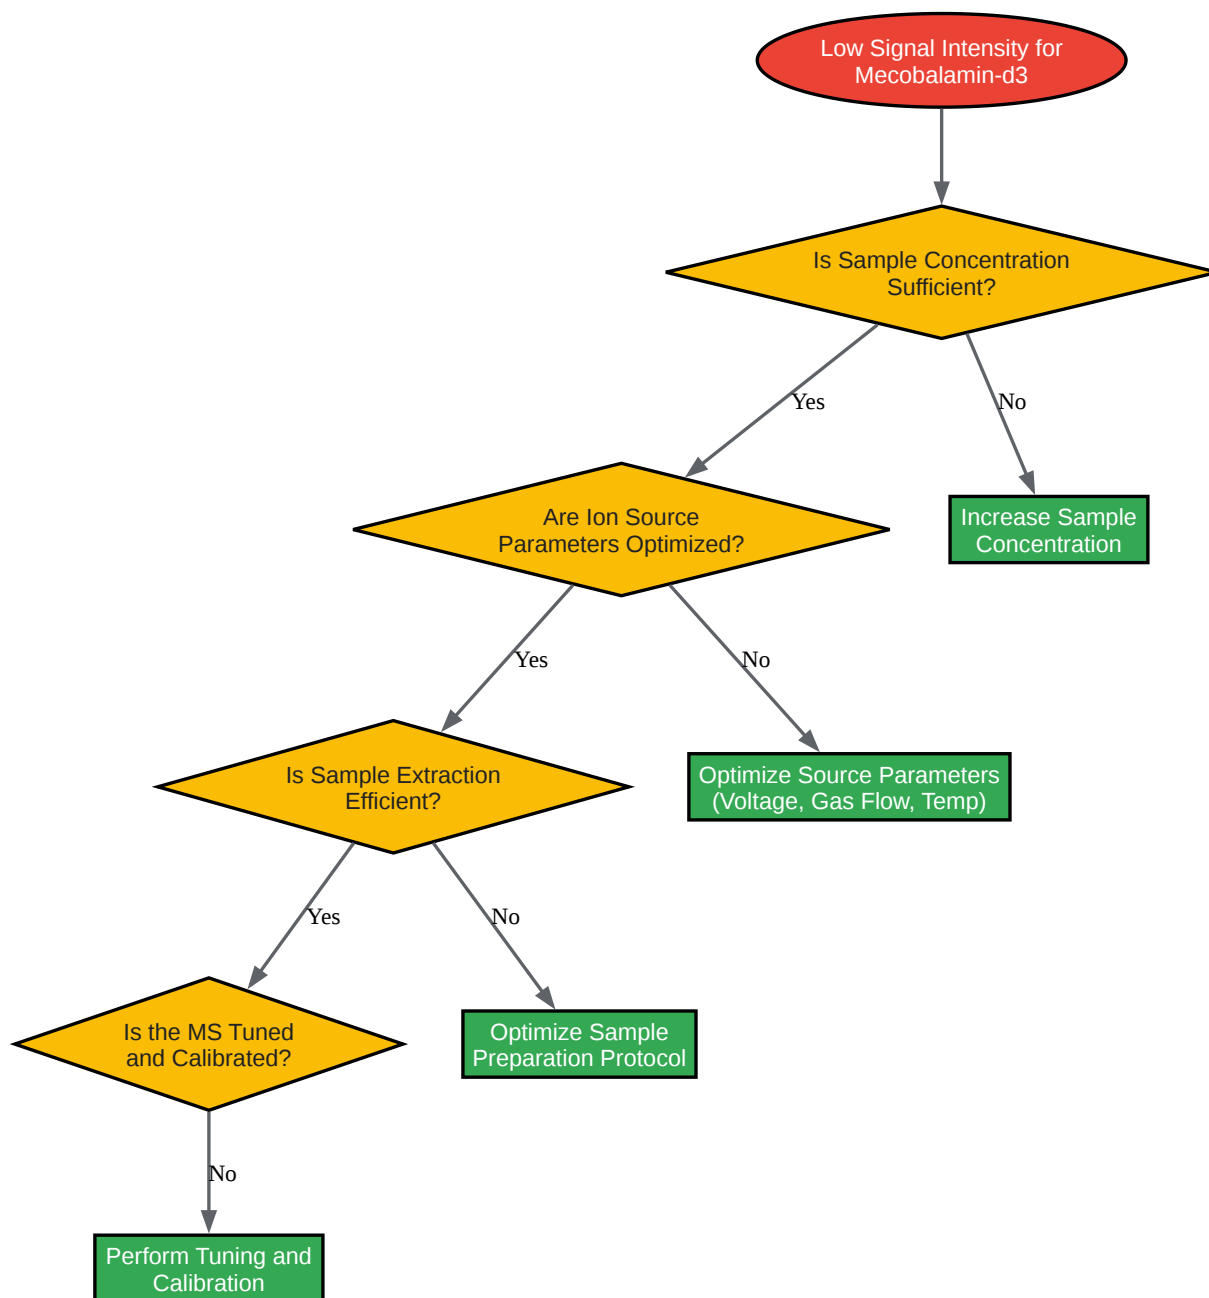 Low Signal Intensity for
Mecobalamin-d3
Is Sample Concentration
Sufficient?
Yes
No
Are Ion Source
Parameters Optimized?
Increase Sample
Concentration
Yes
No
Is Sample Extraction
Efficient?
Optimize Source Parameters
(Voltage, Gas Flow, Temp)
Yes
No
Is the MS Tuned
and Calibrated?
Optimize Sample
Preparation Protocol
No
Perform Tuning and
Calibration